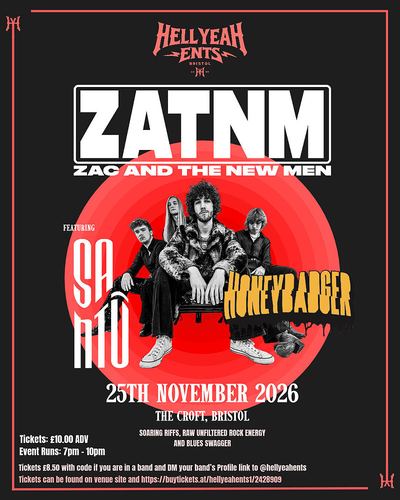 HELL YEAH
ENTS
BRISTOL
ZATNM
ZAC AND THE NEW MEN
FEATURING
SA
NTÔ
HONEYBADGER
25TH NOVEMBER 2026
THE CROFT, BRISTOL
SOARING RIFFS, RAW UNFILTERED ROCK ENERGY
AND BLUES SWAGGER
Tickets: £10.00 ADV
Event Runs: 7pm - 10pm
Tickets £8.50 with code if you are in a band and DM your band's Profile link to @hellyeahents
Tickets can be found on venue site and https://buytickets.at/hellyeahents1/2428909